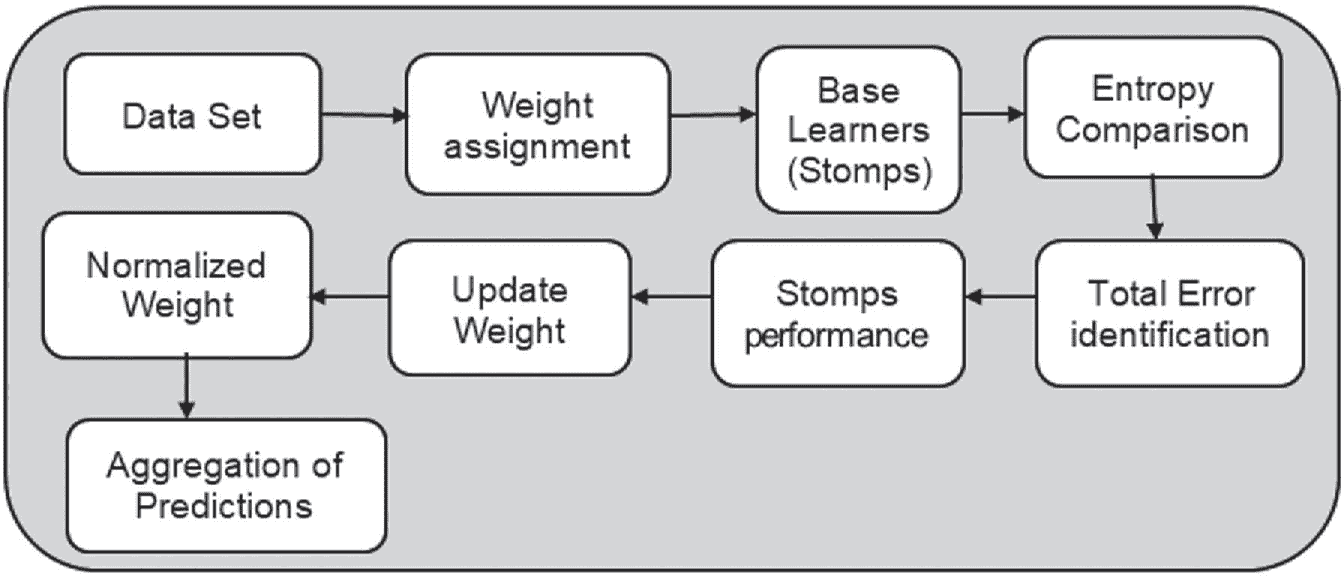 Data Set
Weight
assignment
Base
Learners
(Stomps)
Entropy
Comparison
Total Error
identification
Stomps
performance
Update
Weight
Normalized
Weight
Aggregation of
Predictions